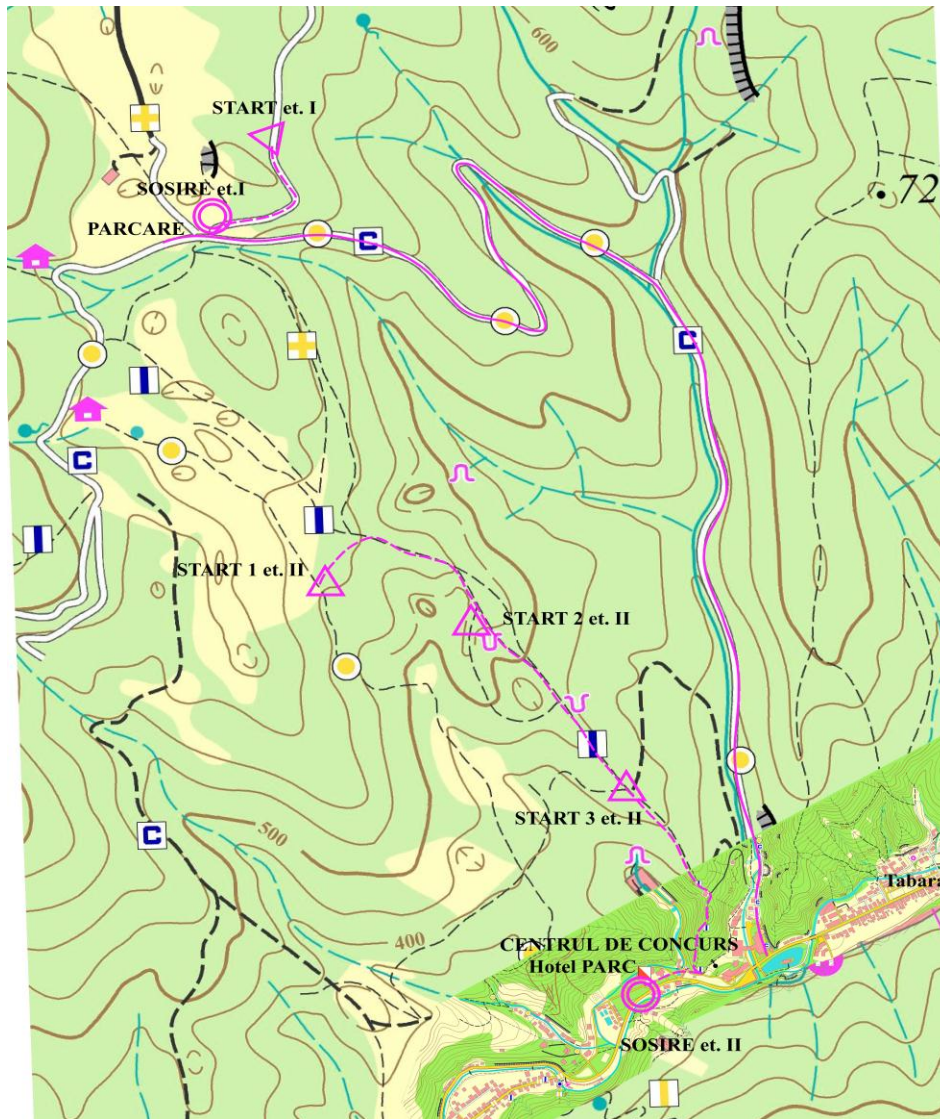 600
START et. I
SOSIRE et.I
PARCARE
72
C
C
C
START 1 et. II
START 2 et. II
START 3 et. II
500
C
Tabara
400
CENTRUL DE CONCURS
Hotel PARC
SOSIRE et. II